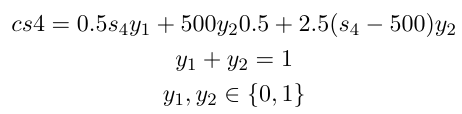 cs4 = 0.5s₄y₁ + 500y₂0.5 + 2.5(s₄ − 500)y₂
y₁ + y₂ = 1
y₁, y₂ ∈ {0, 1}